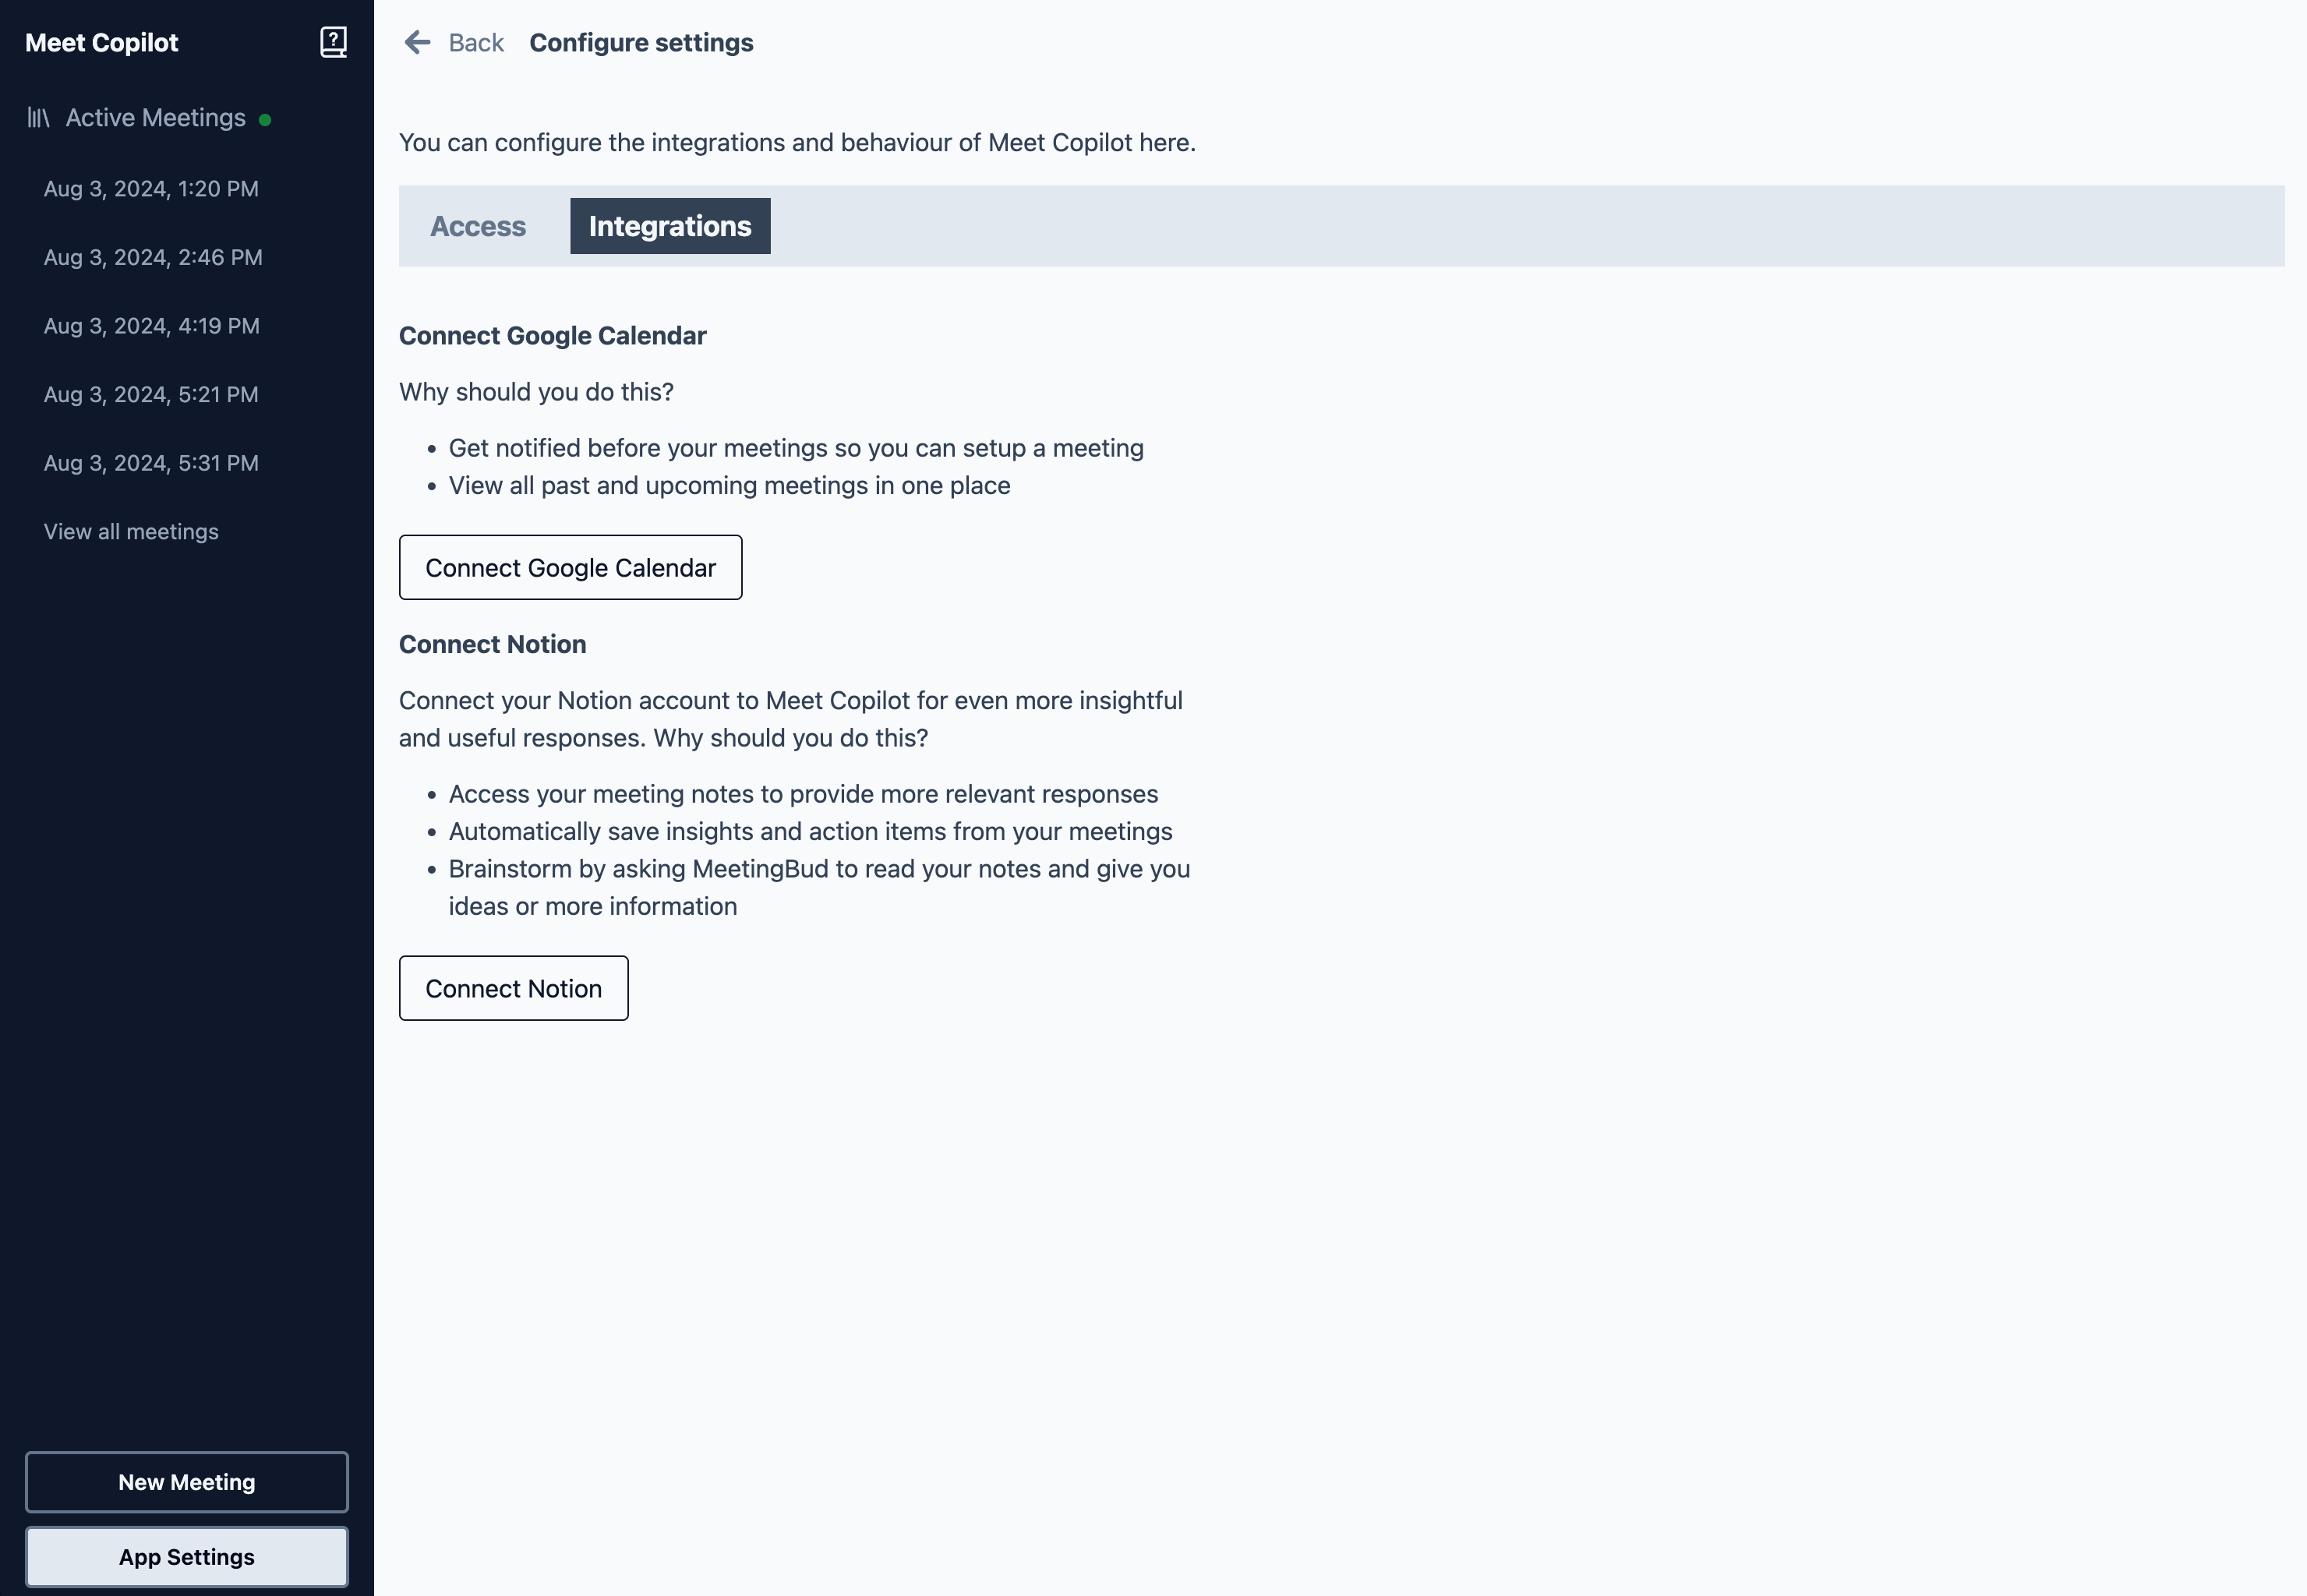 Meet Copilot
Active Meetings
Aug 3, 2024, 1:20 PM
Aug 3, 2024, 2:46 PM
Aug 3, 2024, 4:19 PM
Aug 3, 2024, 5:21 PM
Aug 3, 2024, 5:31 PM
View all meetings
New Meeting
App Settings
Back Configure settings
You can configure the integrations and behaviour of Meet Copilot here.
Access Integrations
Connect Google Calendar
Why should you do this?
• Get notified before your meetings so you can setup a meeting
• View all past and upcoming meetings in one place
Connect Google Calendar
Connect Notion
Connect your Notion account to Meet Copilot for even more insightful
and useful responses. Why should you do this?
• Access your meeting notes to provide more relevant responses
• Automatically save insights and action items from your meetings
• Brainstorm by asking MeetingBud to read your notes and give you
ideas or more information
Connect Notion